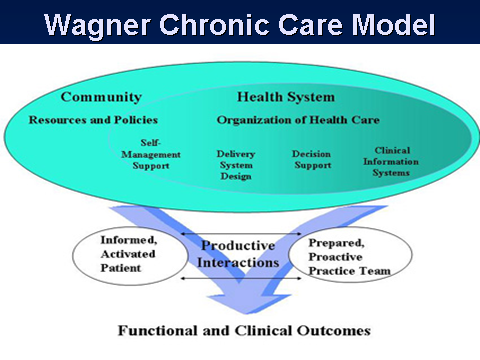 Wagner Chronic Care Model
Community
Health System
Resources and Policies
Organization of Health Care
Self-
Management
Support
Delivery
System
Design
Decision
Support
Clinical
Information
Systems
Informed,
Activated
Patient
Productive
Interactions
Prepared,
Proactive
Practice Team
Functional and Clinical Outcomes